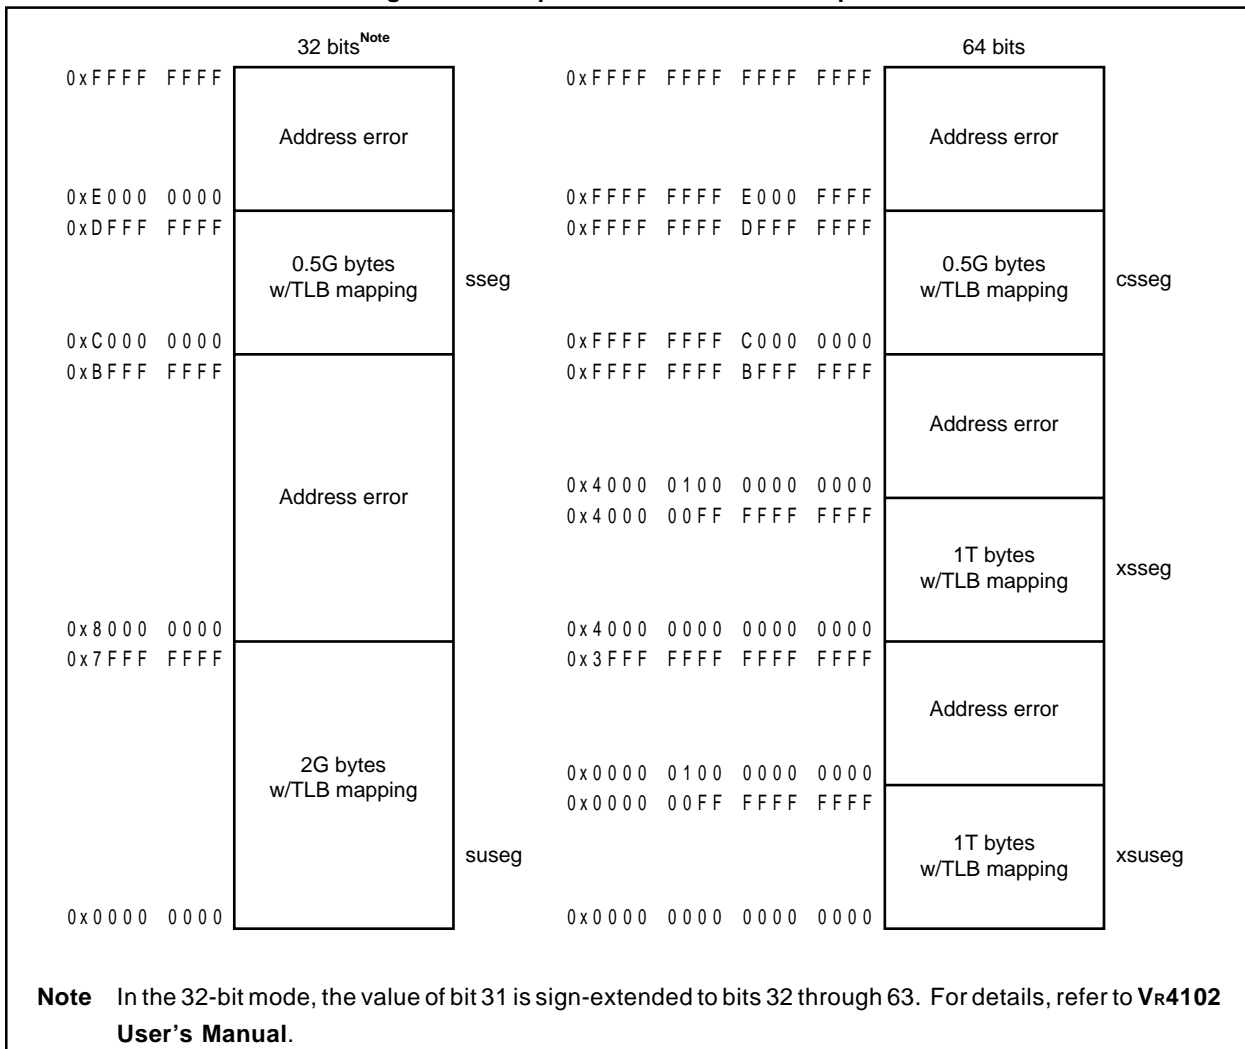 32 bits Note
0xFFFF FFFF
Address error
0xE000 0000
0xDFFF FFFF
0.5G bytes
w/TLB mapping
sseg
0xC000 0000
0xBFFF FFFF
Address error
0x8000 0000
0x7FFF FFFF
2G bytes
w/TLB mapping
suseg
0x0000 0000
64 bits
0xFFFF FFFF FFFF FFFF
Address error
0xFFFF FFFF E000 FFFF
0xFFFF FFFF DFFF FFFF
0.5G bytes
w/TLB mapping
csseg
0xFFFF FFFF C000 0000
0xFFFF FFFF BFFF FFFF
Address error
0x4000 0100 0000 0000
0x4000 00FF FFFF FFFF
1T bytes
w/TLB mapping
xsseg
0x4000 0000 0000 0000
0x3FFF FFFF FFFF FFFF
Address error
0x0000 0100 0000 0000
0x0000 00FF FFFF FFFF
1T bytes
w/TLB mapping
xsuseg
0x0000 0000 0000 0000
Note In the 32-bit mode, the value of bit 31 is sign-extended to bits 32 through 63. For details, refer to VR4102
User's Manual.